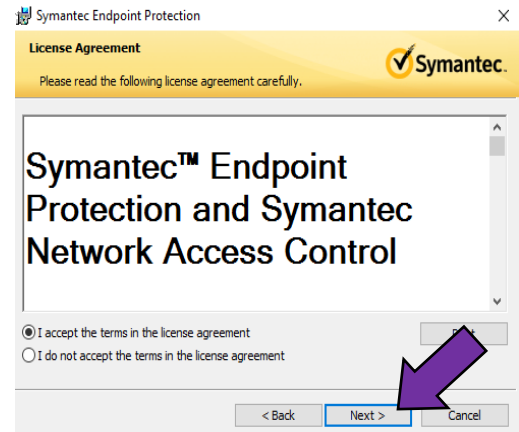 Symantec Endpoint Protection
License Agreement
Please read the following license agreement carefully.
Symantec.
Symantec™ Endpoint
Protection and Symantec
Network Access Control
I accept the terms in the license agreement
I do not accept the terms in the license agreement
< Back Next > Cancel